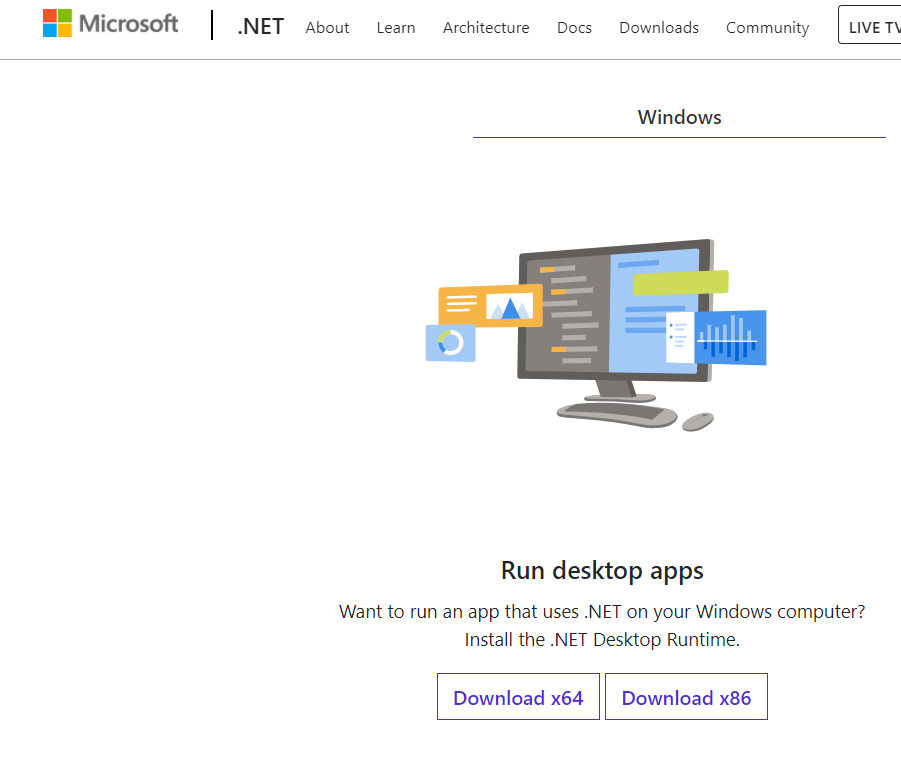 Microsoft .NET About Learn Architecture Docs Downloads Community LIVE TV
Windows
Run desktop apps
Want to run an app that uses .NET on your Windows computer?
Install the .NET Desktop Runtime.
Download x64 Download x86